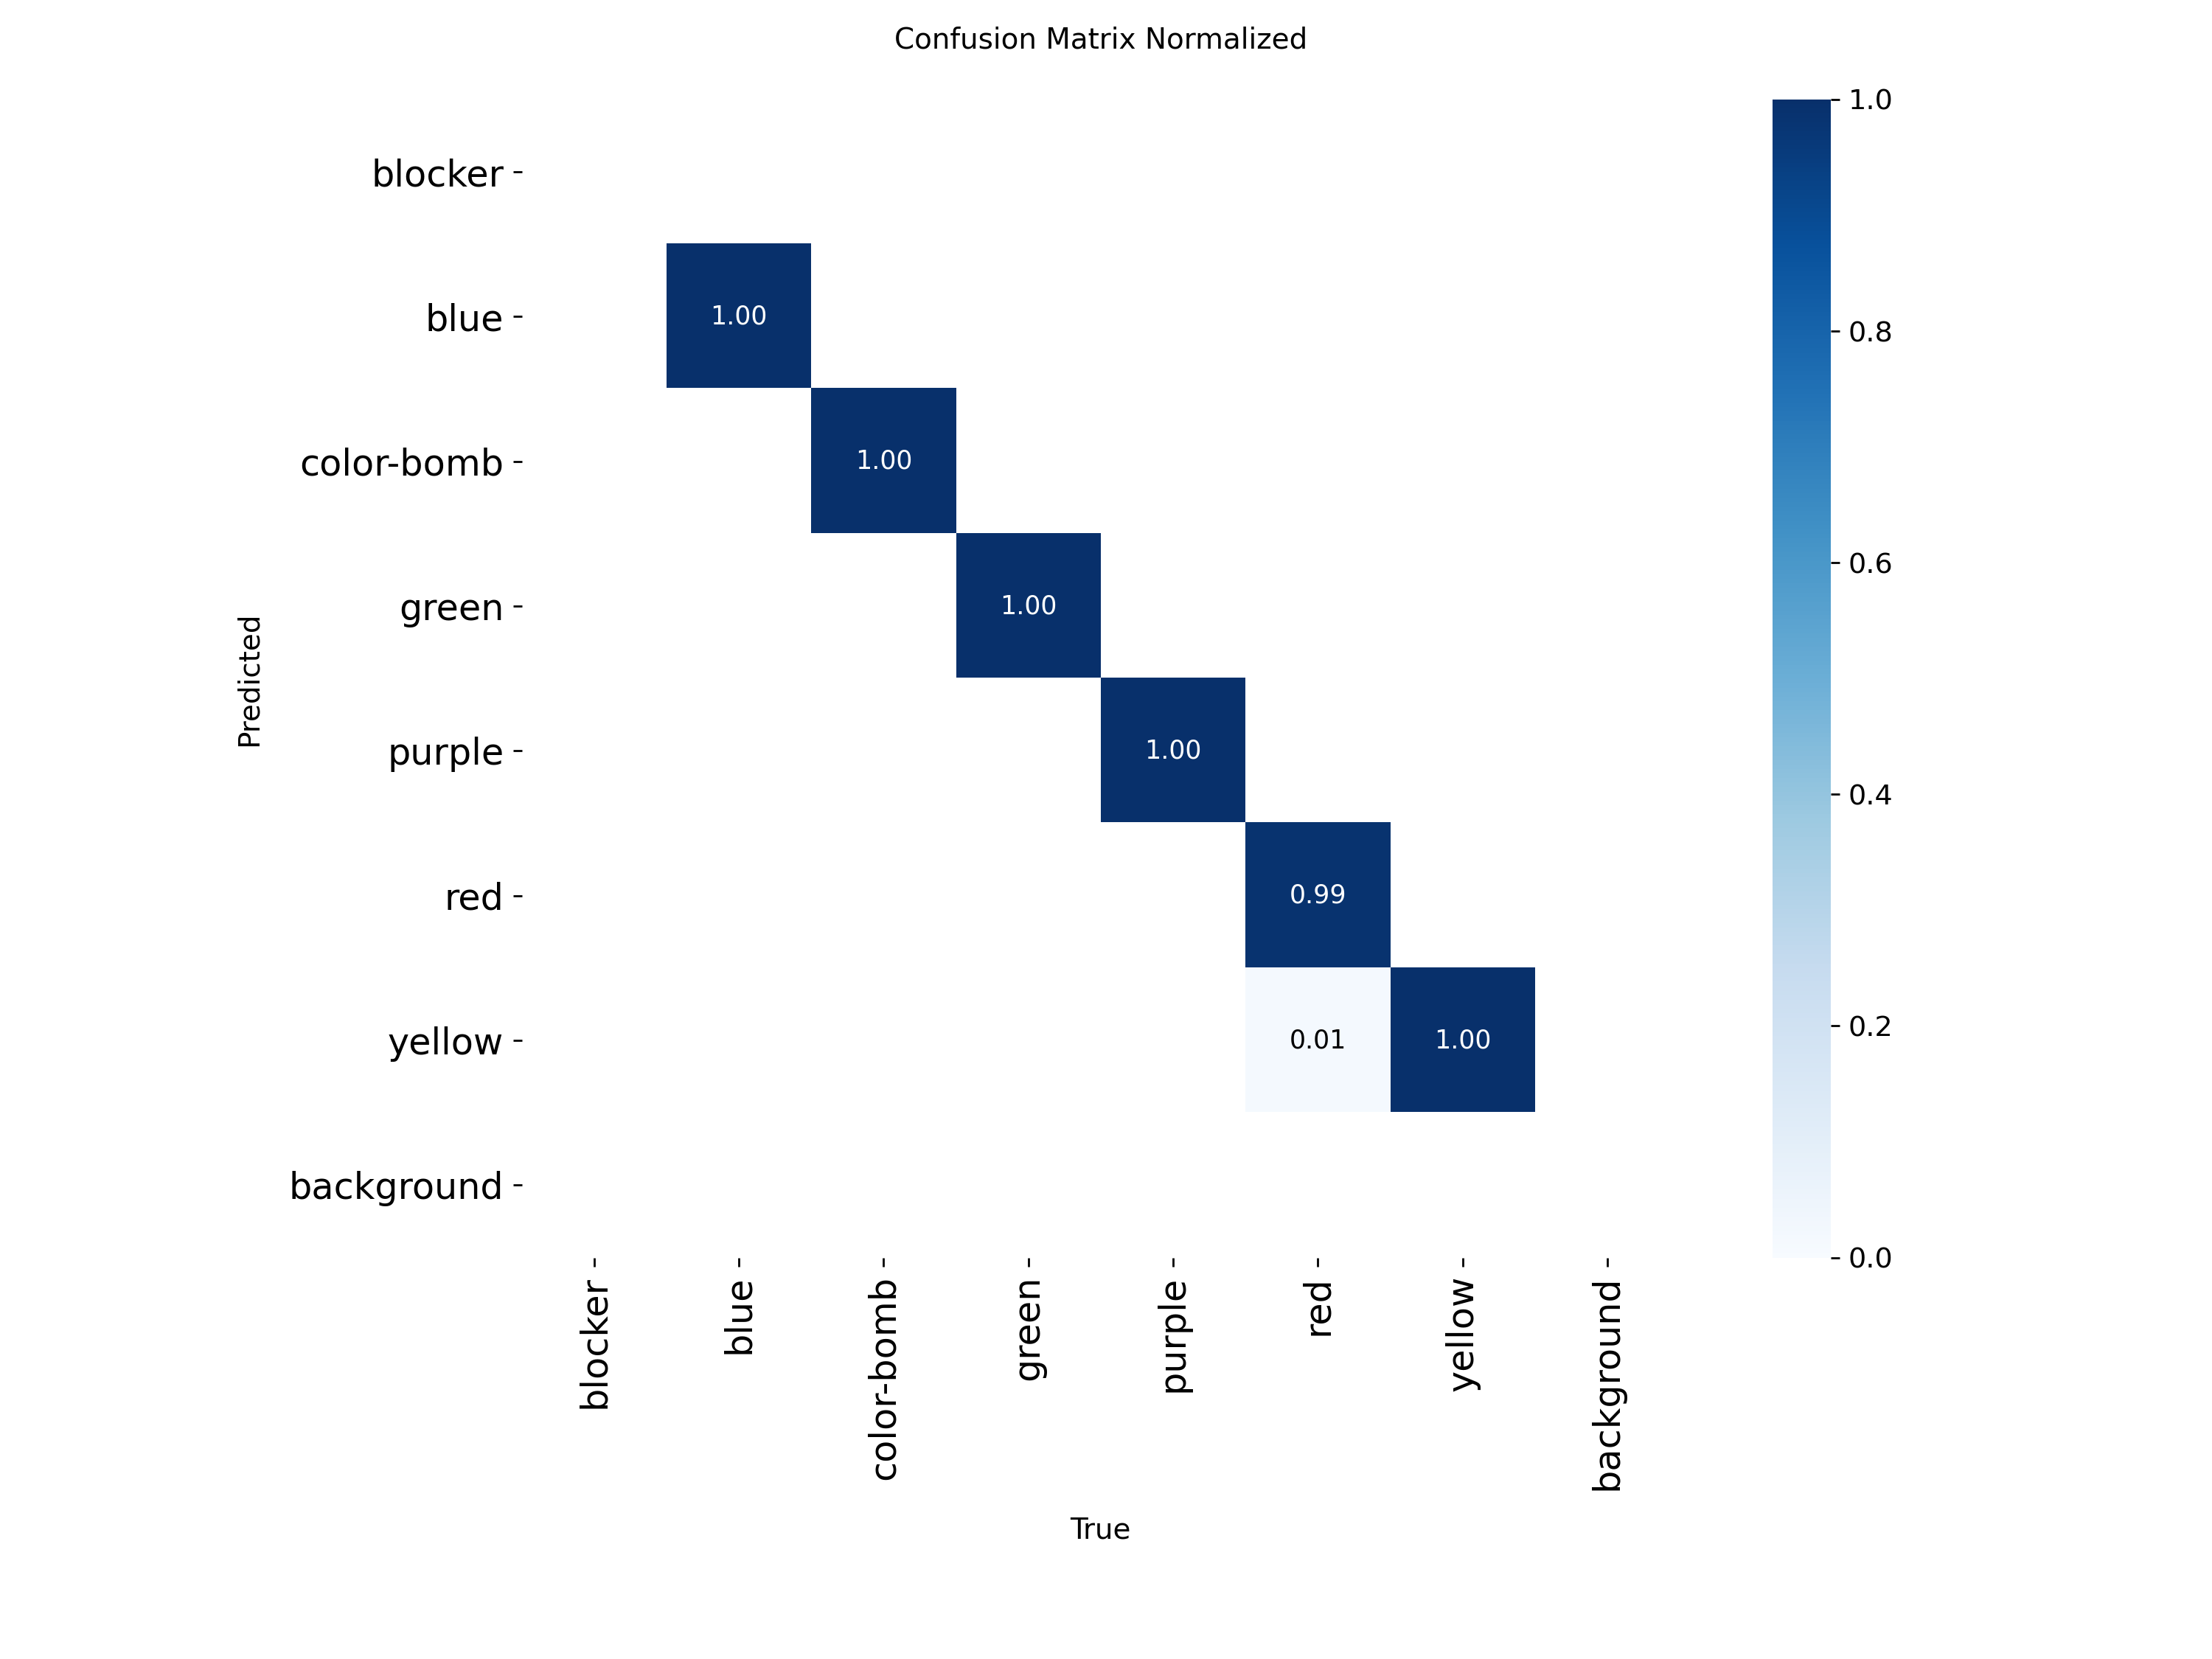 Confusion Matrix Normalized
blocker
blue
color-bomb
green
purple
red
yellow
background
Predicted
1.00
1.00
1.00
1.00
0.99
0.01 1.00
blocker
blue
color-bomb
green
purple
red
yellow
background
True
1.0
0.8
0.6
0.4
0.2
0.0